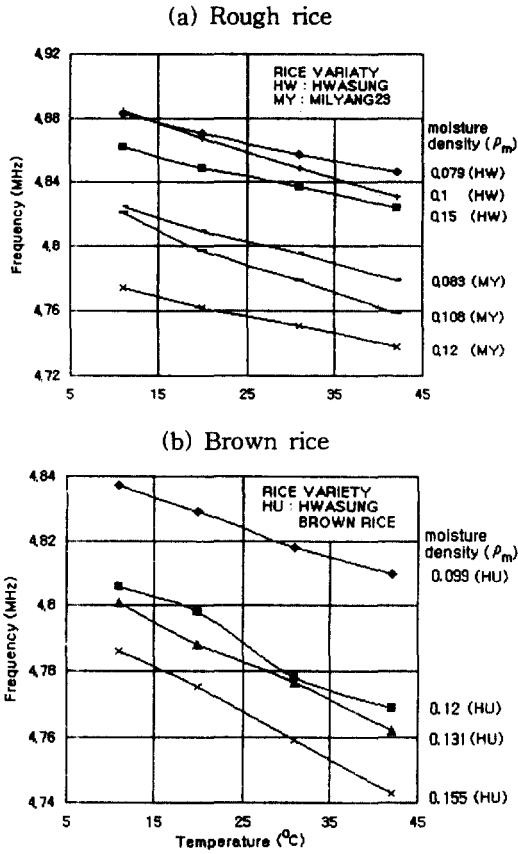 (a) Rough rice
4,92
4,88
4,84
4,8
4,76
4,72
Frequency (MHz)
RICE VARIATY
HW : HWASUNG
MY : MILYANG23
moisture
density (ρm)
0,079 (HW)
0,1 (HW)
0,15 (HW)
0,083 (MY)
0,108 (MY)
0,12 (MY)
5 15 25 35 45
(b) Brown rice
4,84
4,82
4,8
4,78
4,76
4,74
Frequency (MHz)
RICE VARIETY
HU : HWASUNG
BROWN RICE
moisture
density (ρm)
0.099 (HU)
0.12 (HU)
0.131 (HU)
0.155 (HU)
5 15 25 35 45
Temperature (°C)